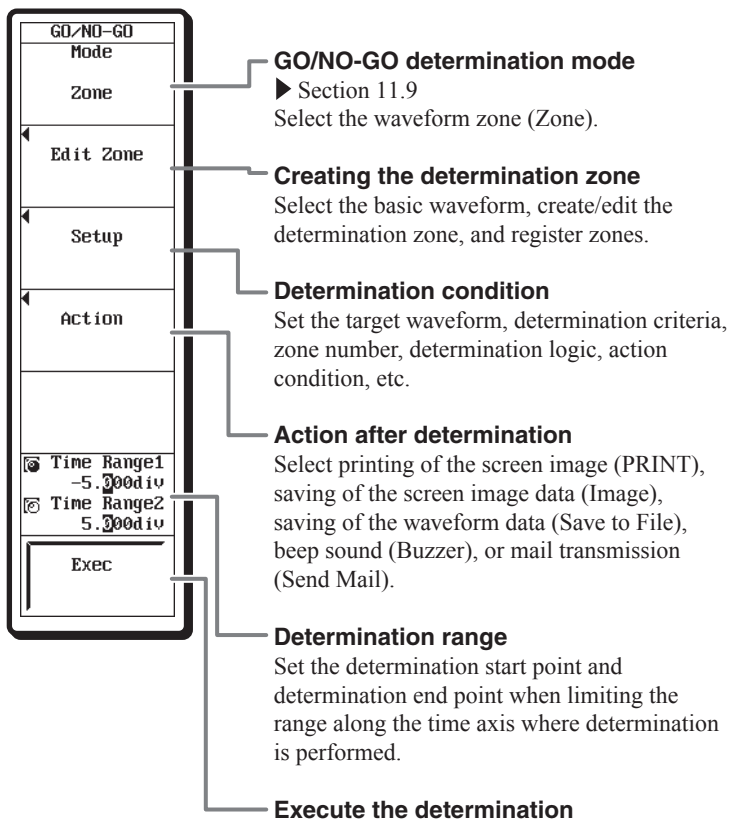 GO/NO-GO
Mode
Zone
Edit Zone
Setup
Action
Time Range1
-5.000div
Time Range2
5.000div
Exec
GO/NO-GO determination mode
▶ Section 11.9
Select the waveform zone (Zone).
Creating the determination zone
Select the basic waveform, create/edit the
determination zone, and register zones.
Determination condition
Set the target waveform, determination criteria,
zone number, determination logic, action
condition, etc.
Action after determination
Select printing of the screen image (PRINT),
saving of the screen image data (Image),
saving of the waveform data (Save to File),
beep sound (Buzzer), or mail transmission
(Send Mail).
Determination range
Set the determination start point and
determination end point when limiting the
range along the time axis where determination
is performed.
Execute the determination